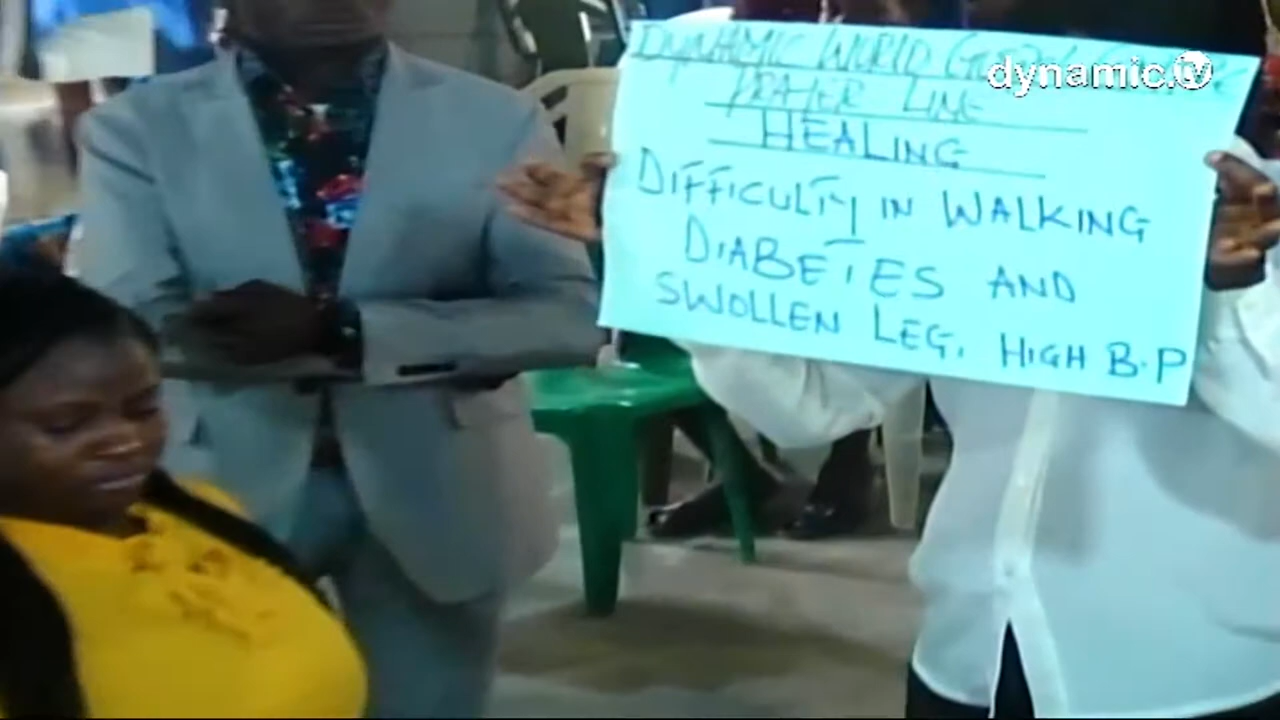 dynamic.tv
DYNAMIC WORLD
PRAYER LINE
HEALING
DIFFICULTY IN WALKING
DIABETES AND
SWOLLEN LEG, HIGH B.P